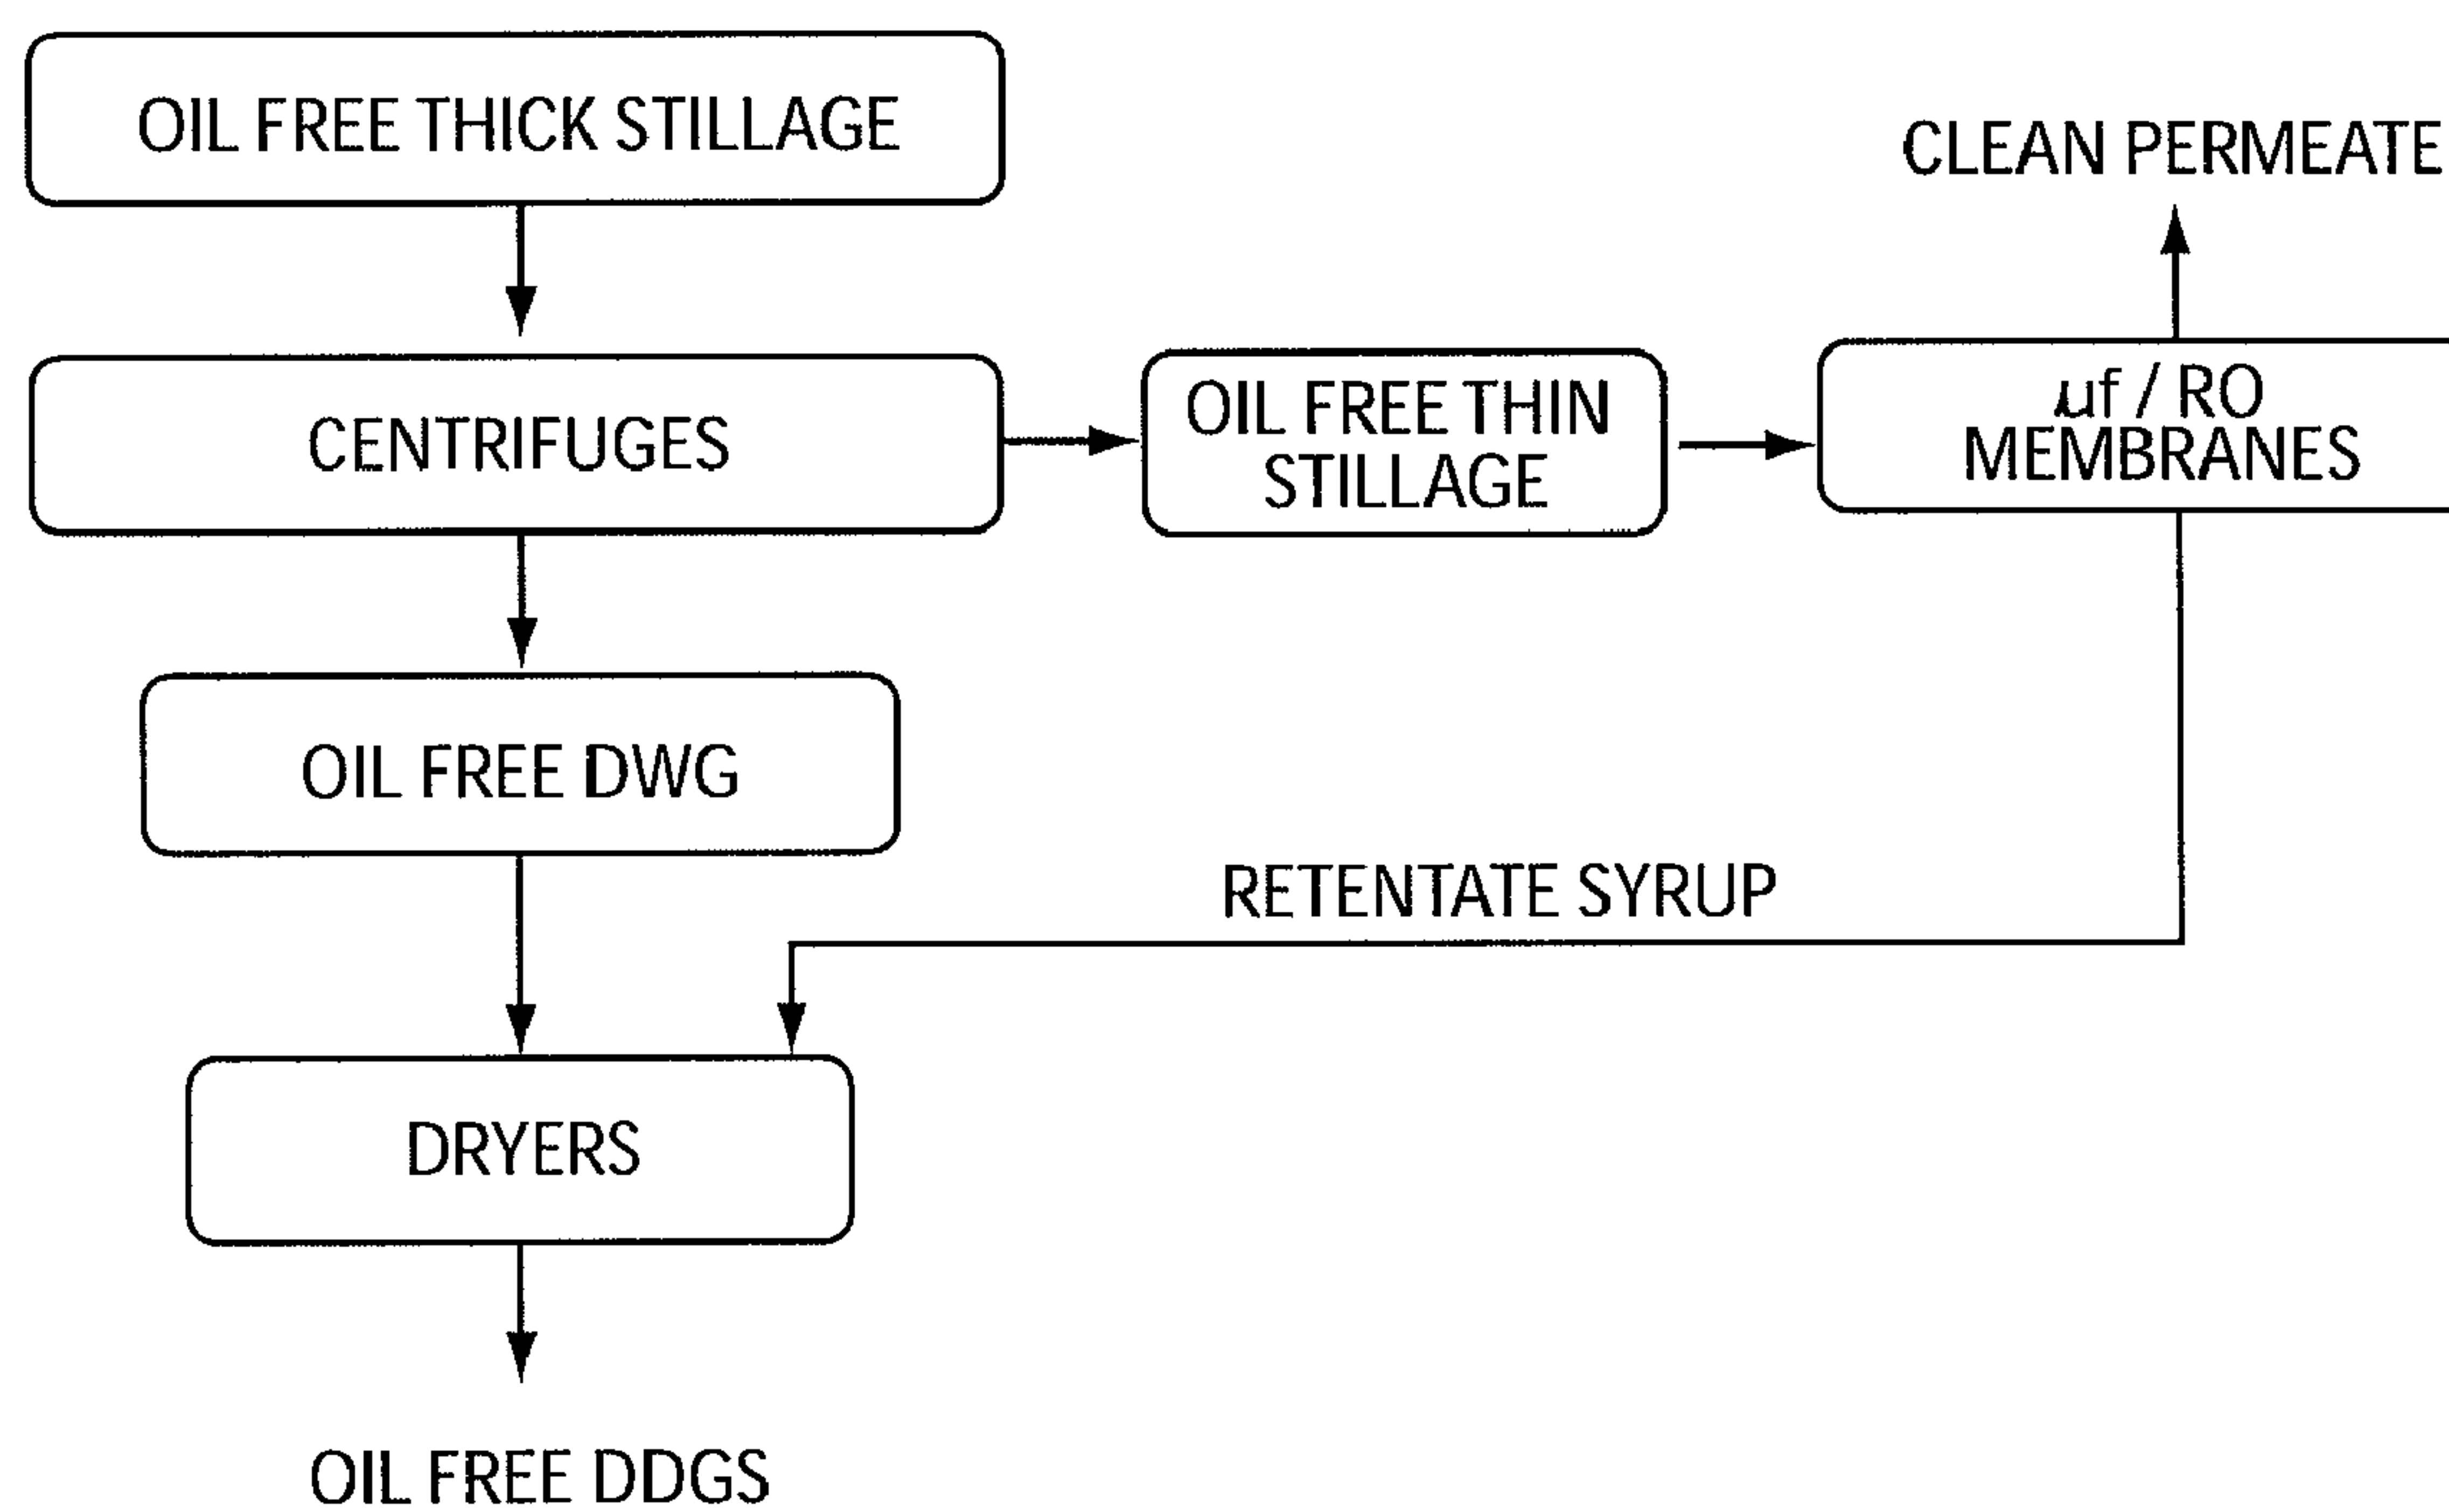 OIL FREE THICK STILLAGE
CLEAN PERMEATE
CENTRIFUGES
OIL FREE THIN
STILLAGE
µf / RO
MEMBRANES
OIL FREE DWG
RETENTATE SYRUP
DRYERS
OIL FREE DDGS